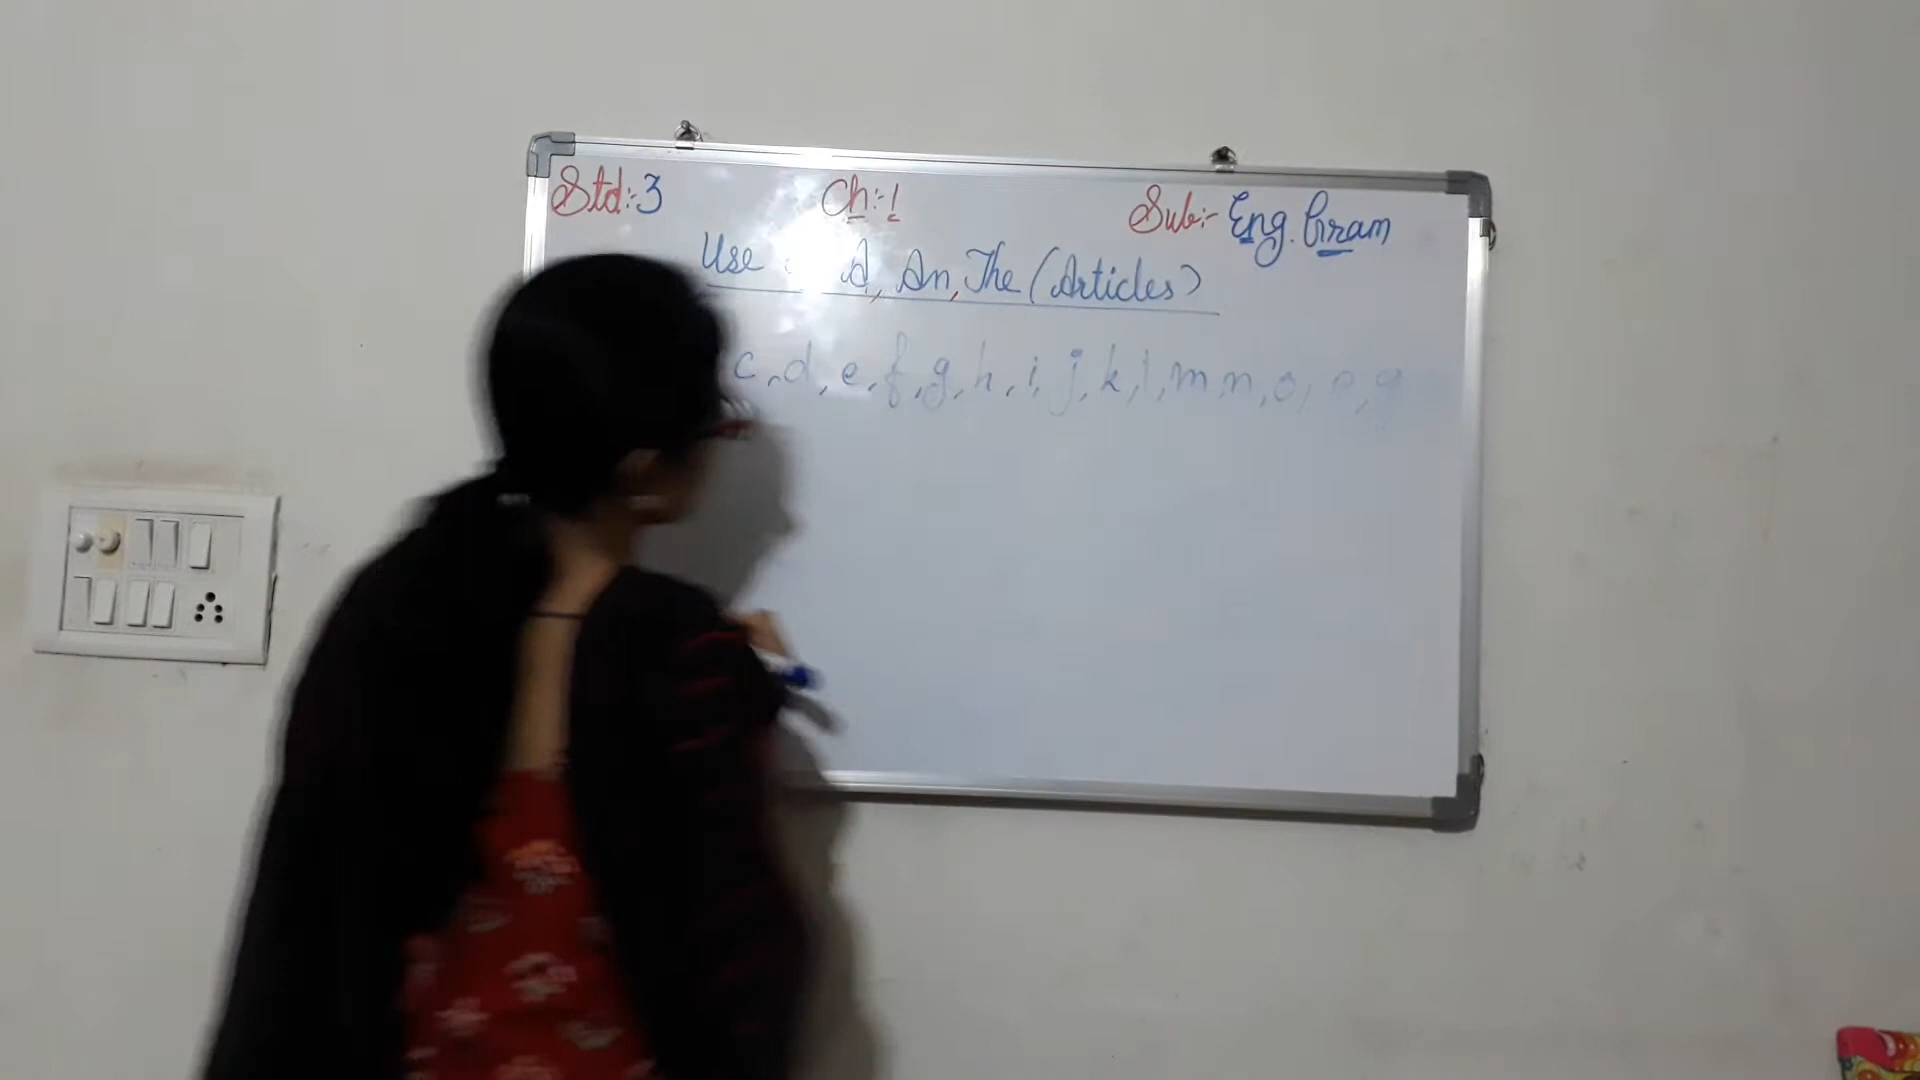 Std:-3 Ch:-1 Sub:- Eng. Gram
Use A, An, The (Articles)
c, d, e, f, g, h, i, j, k, l, m, n, o, p, q